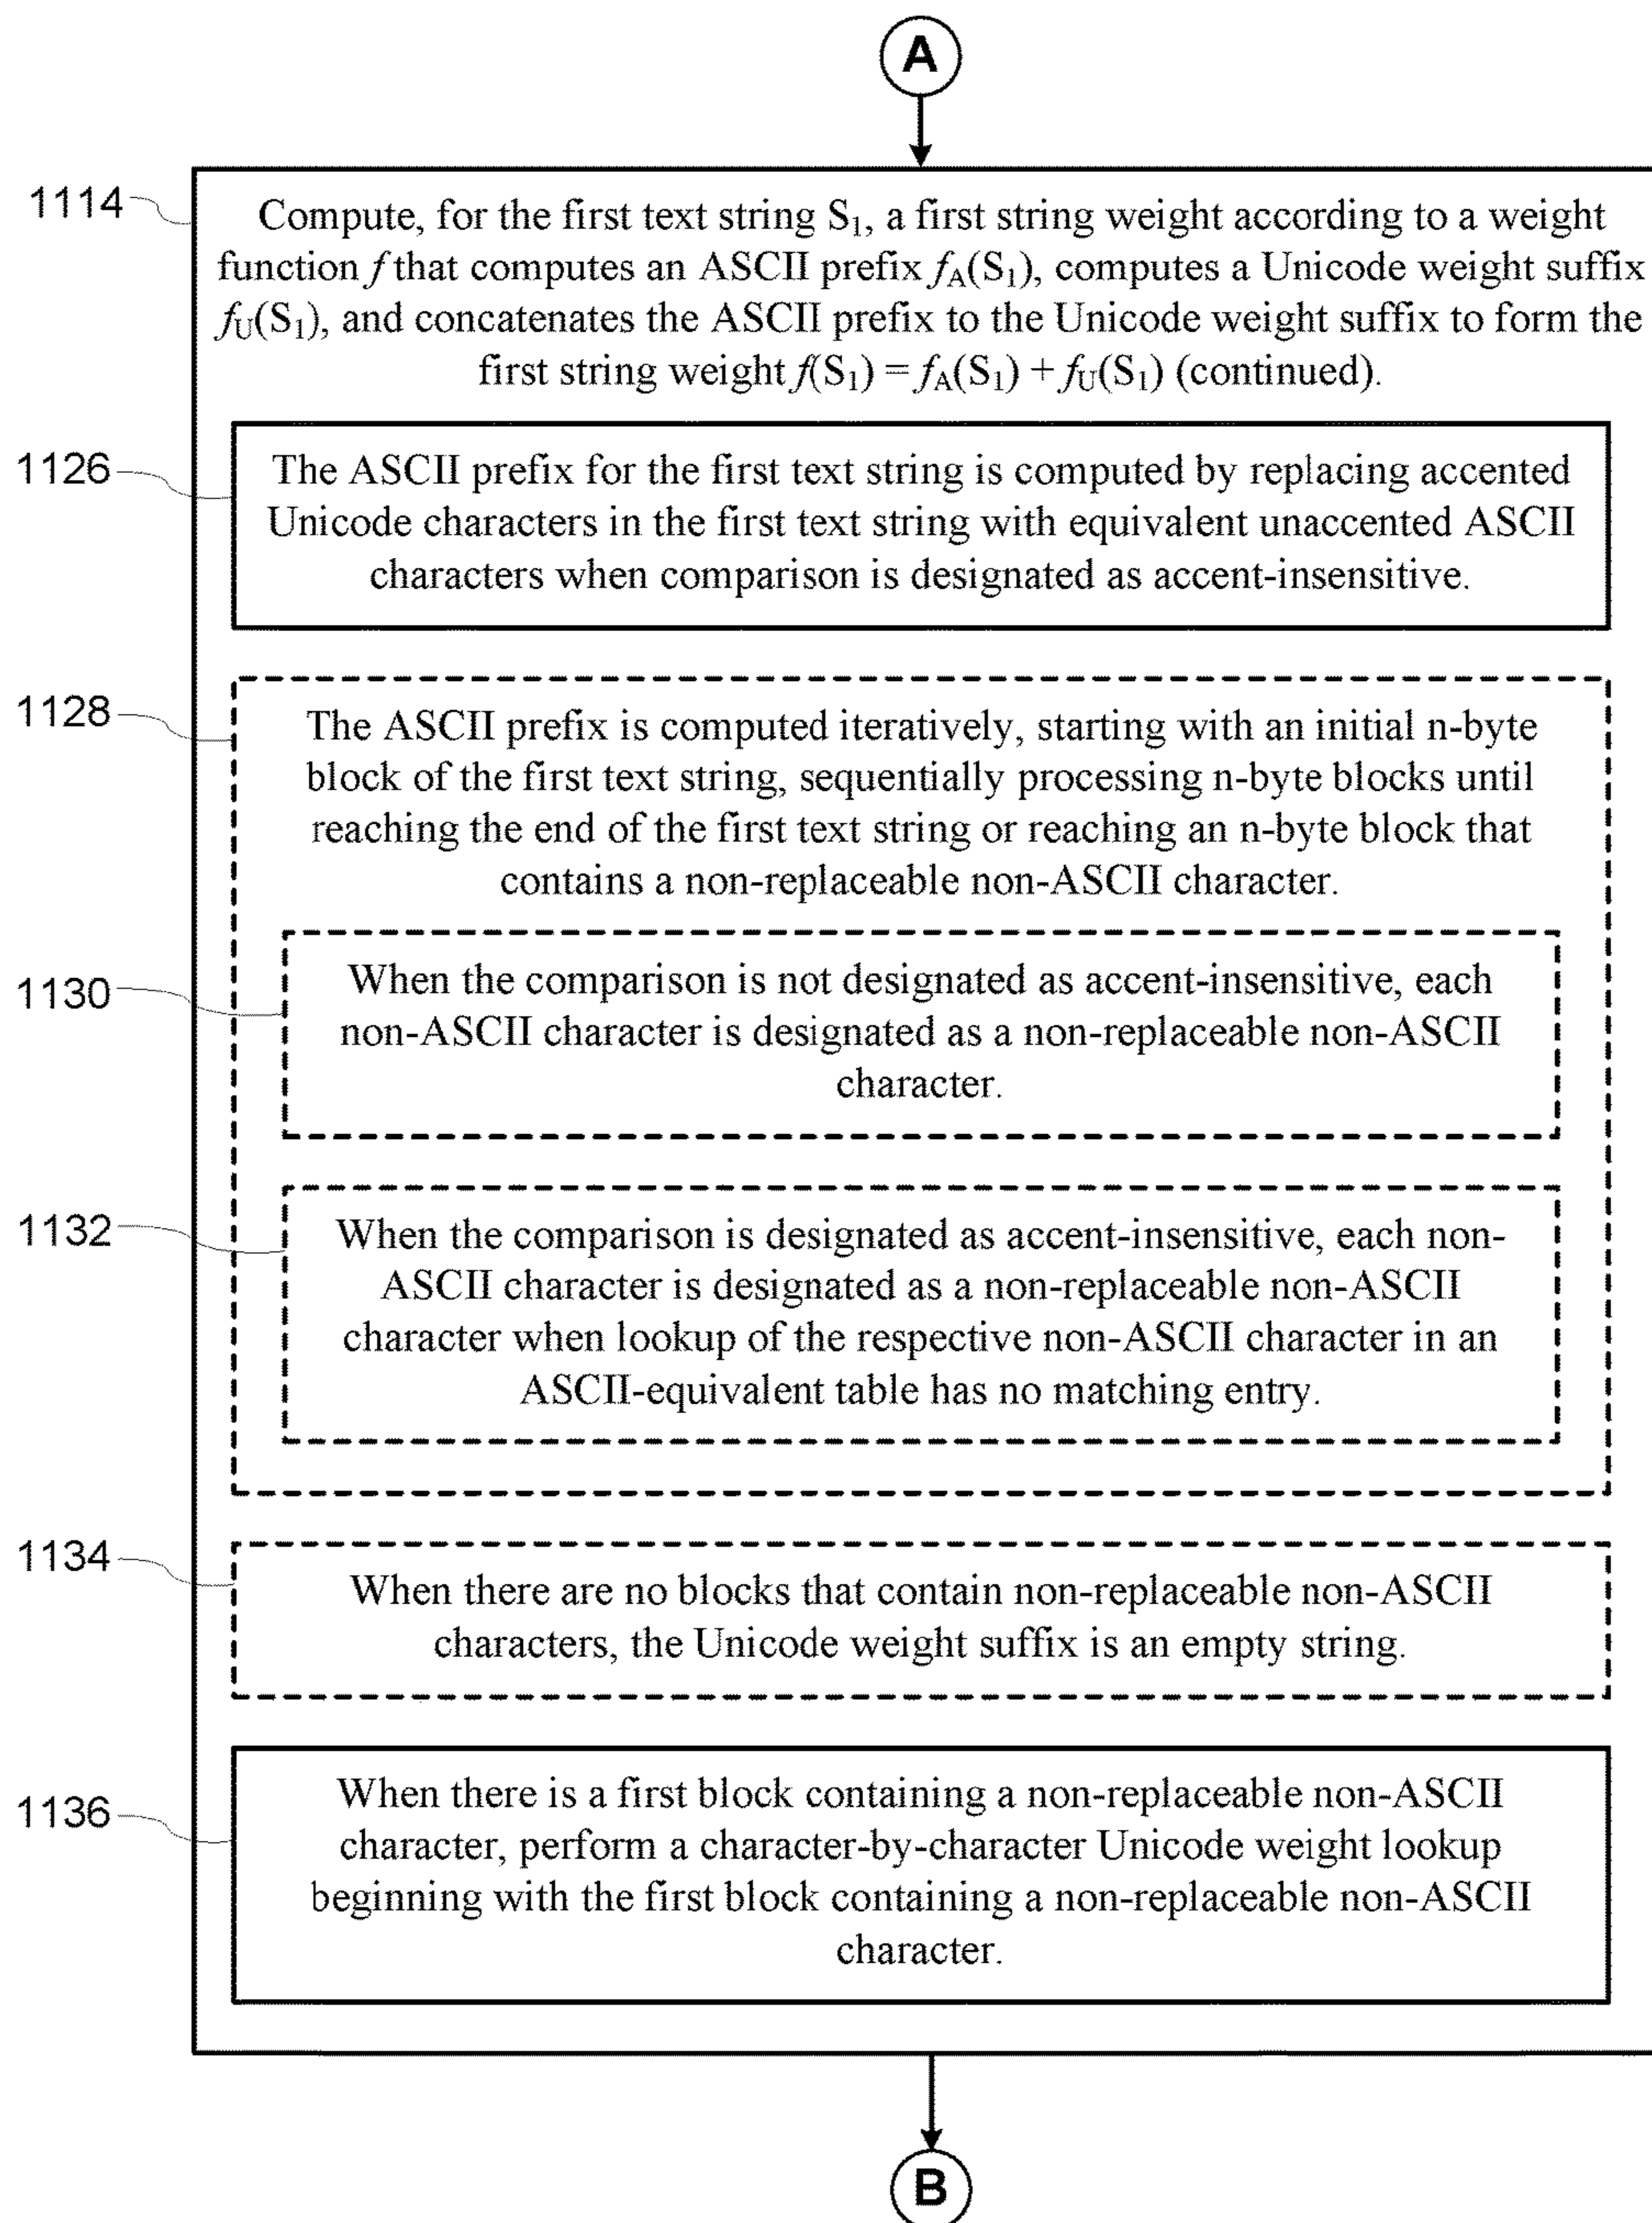 A
1114
Compute, for the first text string S₁, a first string weight according to a weight
function f that computes an ASCII prefix f_A(S₁), computes a Unicode weight suffix
f_U(S₁), and concatenates the ASCII prefix to the Unicode weight suffix to form the
first string weight f(S₁) = f_A(S₁) + f_U(S₁) (continued).
1126
The ASCII prefix for the first text string is computed by replacing accented
Unicode characters in the first text string with equivalent unaccented ASCII
characters when comparison is designated as accent-insensitive.
1128
The ASCII prefix is computed iteratively, starting with an initial n-byte
block of the first text string, sequentially processing n-byte blocks until
reaching the end of the first text string or reaching an n-byte block that
contains a non-replaceable non-ASCII character.
1130
When the comparison is not designated as accent-insensitive, each
non-ASCII character is designated as a non-replaceable non-ASCII
character.
1132
When the comparison is designated as accent-insensitive, each non-
ASCII character is designated as a non-replaceable non-ASCII
character when lookup of the respective non-ASCII character in an
ASCII-equivalent table has no matching entry.
1134
When there are no blocks that contain non-replaceable non-ASCII
characters, the Unicode weight suffix is an empty string.
1136
When there is a first block containing a non-replaceable non-ASCII
character, perform a character-by-character Unicode weight lookup
beginning with the first block containing a non-replaceable non-ASCII
character.
B